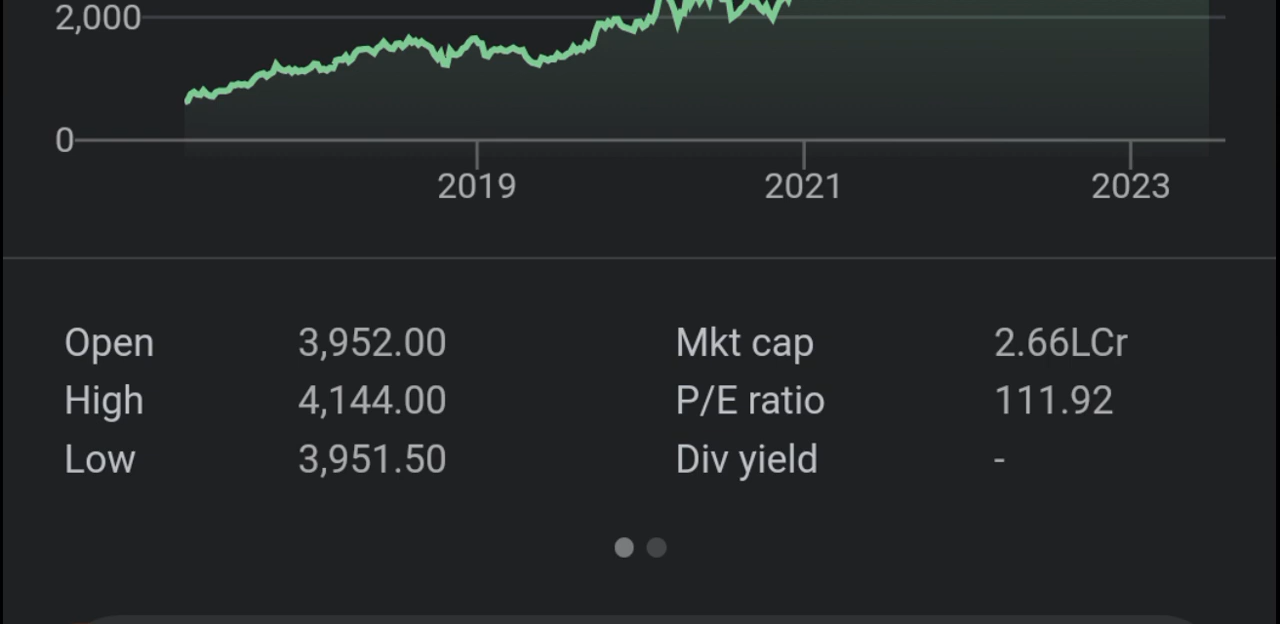 2,000
0
2019 2021 2023
Open 3,952.00 Mkt cap 2.66LCr
High 4,144.00 P/E ratio 111.92
Low 3,951.50 Div yield -